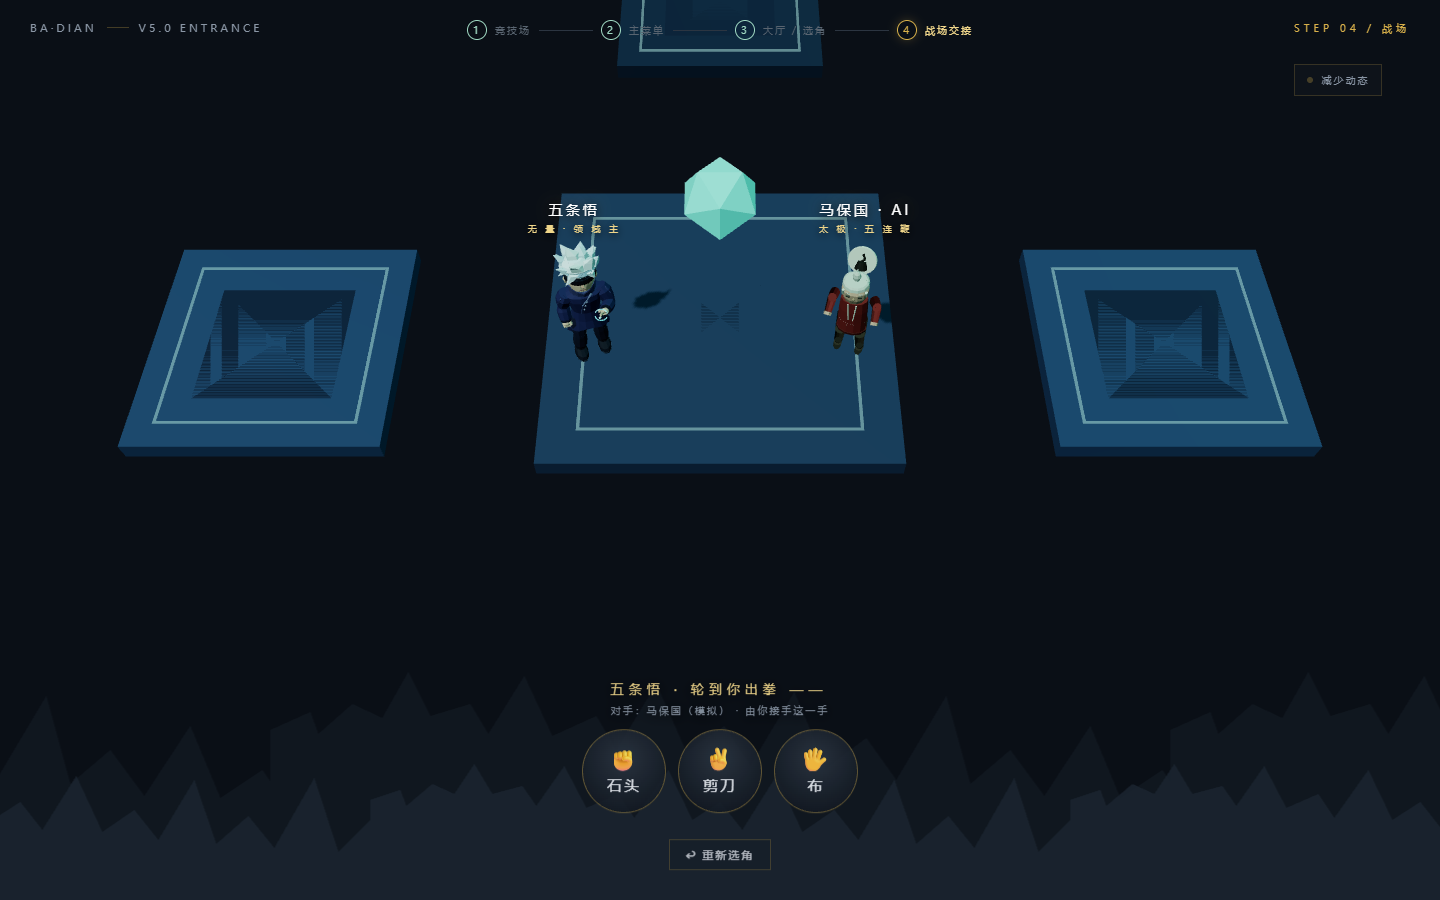 BA·DIAN — V5.0 ENTRANCE
1 竞技场 2 主菜单 3 大厅 / 选角 4 战场交接
STEP 04 / 战场
减少动态
五条悟
无量·领域主
马保国 · AI
太极·五连鞭
五条悟 · 轮到你出拳 ——
对手：马保国（模拟） · 由你接手这一手
石头
剪刀
布
↩ 重新选角